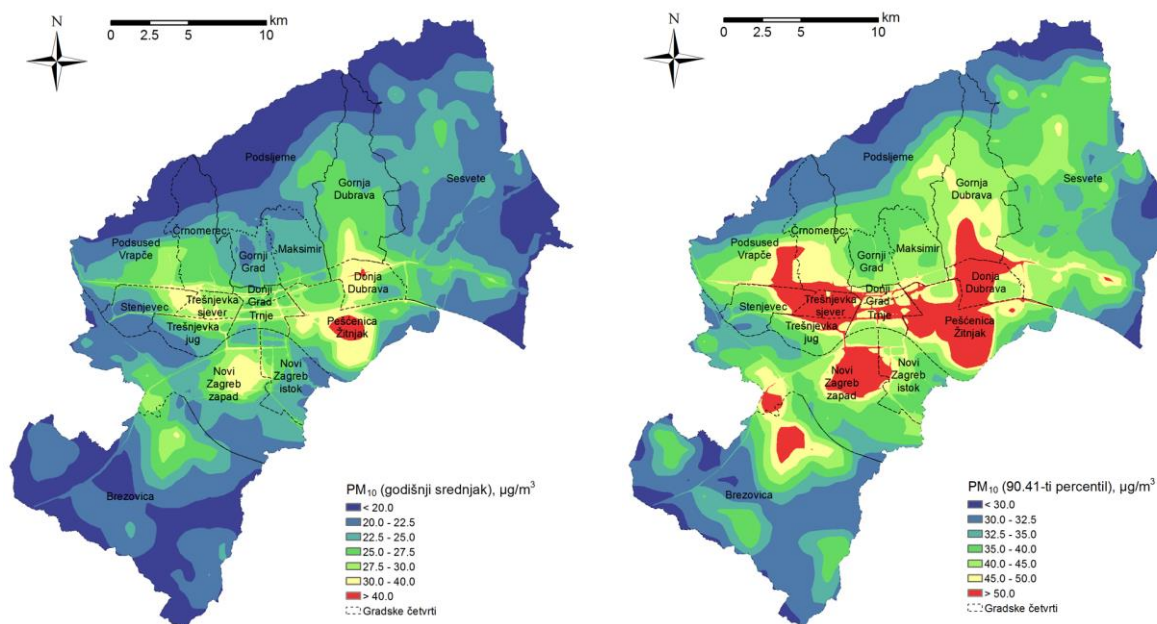 N
km
0 2.5 5 10
Podsljeme
Gornja
Dubrava
Sesvete
Črnomerec
Podsused
Vrapče
Gornji
Grad
Maksimir
Donja
Dubrava
Stenjevec
Trešnjevka
sjever
Donji
Grad
Trnje
Trešnjevka
jug
Pešćenica
Žitnjak
Novi
Zagreb
zapad
Novi
Zagreb
istok
Brezovica
PM₁₀ (godišnji srednjak), µg/m³
< 20.0
20.0 - 22.5
22.5 - 25.0
25.0 - 27.5
27.5 - 30.0
30.0 - 40.0
> 40.0
Gradske četvrti
N
km
0 2.5 5 10
Podsljeme
Gornja
Dubrava
Sesvete
Črnomerec
Podsused
Vrapče
Gornji
Grad
Maksimir
Donja
Dubrava
Stenjevec
Trešnjevka
sjever
Donji
Grad
Trnje
Trešnjevka
jug
Pešćenica
Žitnjak
Novi
Zagreb
zapad
Novi
Zagreb
istok
Brezovica
PM₁₀ (90.41-ti percentil), µg/m³
< 30.0
30.0 - 32.5
32.5 - 35.0
35.0 - 40.0
40.0 - 45.0
45.0 - 50.0
> 50.0
Gradske četvrti